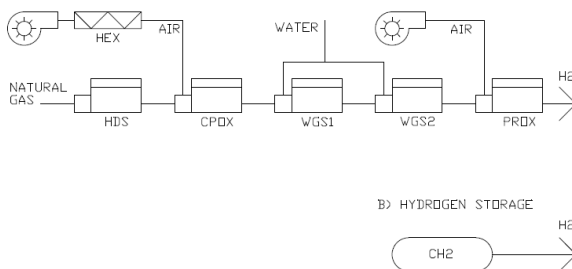 HEX
AIR
WATER
AIR
NATURAL
GAS
H2
HDS
CPOX
WGS1
WGS2
PROX
B) HYDROGEN STORAGE
H2
CH2